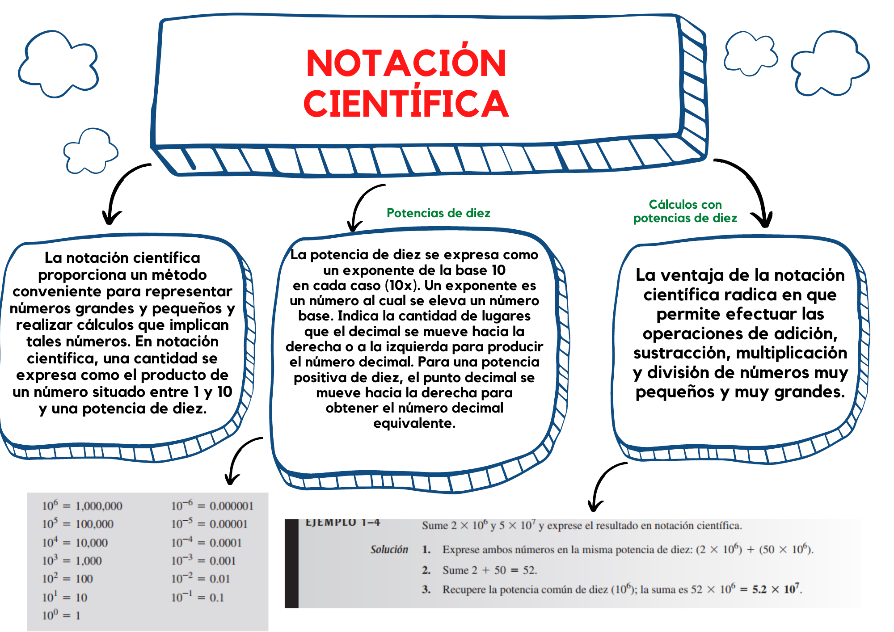 NOTACIÓN
CIENTÍFICA
La notación científica
proporciona un método
conveniente para representar
números grandes y pequeños y
realizar cálculos que implican
tales números. En notación
científica, una cantidad se
expresa como el producto de
un número situado entre 1 y 10
y una potencia de diez.
Potencias de diez
La potencia de diez se expresa como
un exponente de la base 10
en cada caso (10x). Un exponente es
un número al cual se eleva un número
base. Indica la cantidad de lugares
que el decimal se mueve hacia la
derecha o a la izquierda para producir
el número decimal. Para una potencia
positiva de diez, el punto decimal se
mueve hacia la derecha para
obtener el número decimal
equivalente.
Cálculos con
potencias de diez
La ventaja de la notación
científica radica en que
permite efectuar las
operaciones de adición,
sustracción, multiplicación
y división de números muy
pequeños y muy grandes.
10⁶ = 1,000,000
10⁵ = 100,000
10⁴ = 10,000
10³ = 1,000
10² = 100
10¹ = 10
10⁰ = 1
10⁻⁶ = 0.000001
10⁻⁵ = 0.00001
10⁻⁴ = 0.0001
10⁻³ = 0.001
10⁻² = 0.01
10⁻¹ = 0.1
EJEMPLO 1–4
Sume 2 × 10⁶ y 5 × 10⁷ y exprese el resultado en notación científica.
Solución 1. Exprese ambos números en la misma potencia de diez: (2 × 10⁶) + (50 × 10⁶).
2. Sume 2 + 50 = 52.
3. Recupere la potencia común de diez (10⁶); la suma es 52 × 10⁶ = 5.2 × 10⁷.